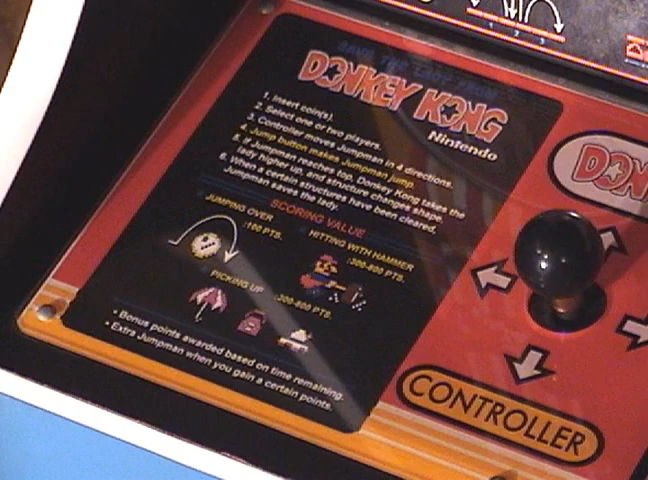 1 2 3
SAVE THE LADY FROM
DONKEY KONG
Nintendo
1. Insert coin(s).
2. Select one or two players.
3. Controller moves Jumpman in 4 directions.
4. Jump button makes Jumpman jump.
5. If Jumpman reaches top, Donkey Kong takes the
lady higher up, and structure changes shape.
6. When a certain structures have been cleared,
Jumpman saves the lady.
SCORING VALUE
JUMPING OVER
:100 PTS.
HITTING WITH HAMMER
:300-800 PTS.
PICKING UP
:300-800 PTS.
• Bonus points awarded based on time remaining.
• Extra Jumpman when you gain a certain points.
DON
CONTROLLER